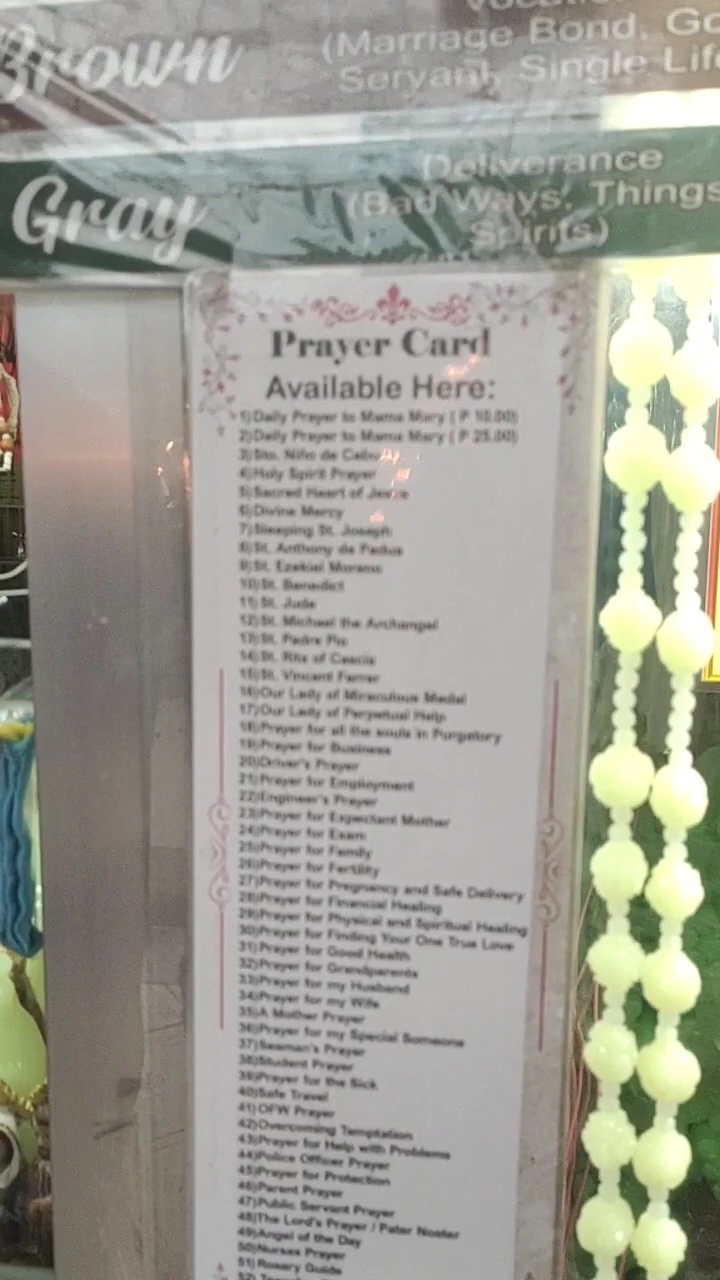 Brown
(Marriage Bond,
Servant, Single Life
Gray
(Deliverance
(Bad Ways, Things
Spirits)
Prayer Card
Available Here:
1)Daily Prayer to Mama Mary ( P 10.00)
2)Daily Prayer to Mama Mary ( P 25.00)
3)Sto. Niño de Cebu
4)Holy Spirit Prayer
5)Sacred Heart of Jesus
6)Divine Mercy
7)Sleeping St. Joseph
8)St. Anthony de Padua
9)St. Ezekiel Moreno
10)St. Benedict
11)St. Jude
12)St. Michael the Archangel
13)St. Padre Pio
14)St. Rita of Cascia
15)St. Vincent Ferrer
16)Our Lady of Miraculous Medal
17)Our Lady of Perpetual Help
18)Prayer for all the souls in Purgatory
19)Prayer for Business
20)Driver's Prayer
21)Prayer for Employment
22)Engineer's Prayer
23)Prayer for Expectant Mother
24)Prayer for Exam
25)Prayer for Family
26)Prayer for Fertility
27)Prayer for Pregnancy and Safe Delivery
28)Prayer for Financial Healing
29)Prayer for Physical and Spiritual Healing
30)Prayer for Finding Your One True Love
31)Prayer for Good Health
32)Prayer for Grandparents
33)Prayer for my Husband
34)Prayer for my Wife
35)A Mother Prayer
36)Prayer for my Special Someone
37)Seaman's Prayer
38)Student Prayer
39)Prayer for the Sick
40)Safe Travel
41)OFW Prayer
42)Overcoming Temptation
43)Prayer for Help with Problems
44)Police Officer Prayer
45)Prayer for Protection
46)Parent Prayer
47)Public Servant Prayer
48)The Lord's Prayer / Pater Noster
49)Angel of the Day
50)Nurses Prayer
51) Rosary Guide